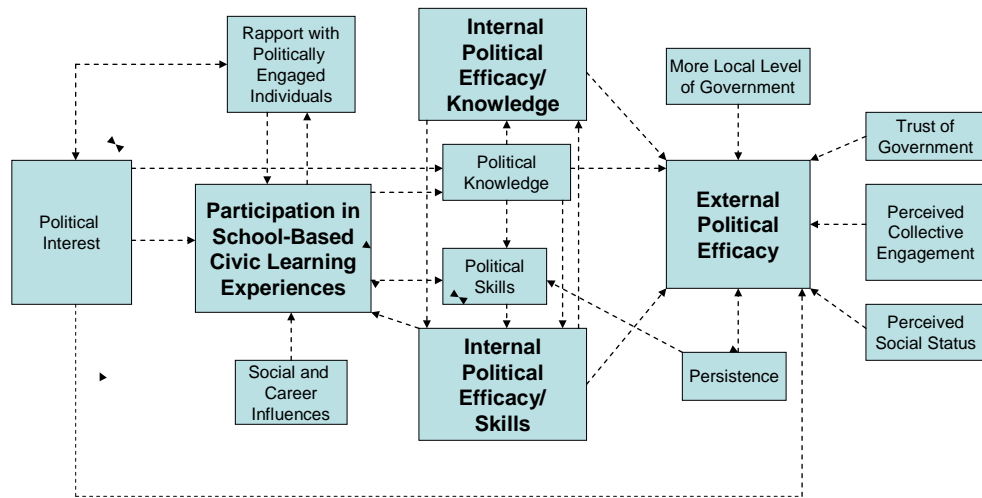 Rapport with
Politically
Engaged
Individuals
Internal
Political
Efficacy/
Knowledge
More Local Level
of Government
Trust of
Government
Political
Interest
Participation in
School-Based
Civic Learning
Experiences
Political
Knowledge
External
Political
Efficacy
Perceived
Collective
Engagement
Political
Skills
Social and
Career
Influences
Internal
Political
Efficacy/
Skills
Persistence
Perceived
Social Status